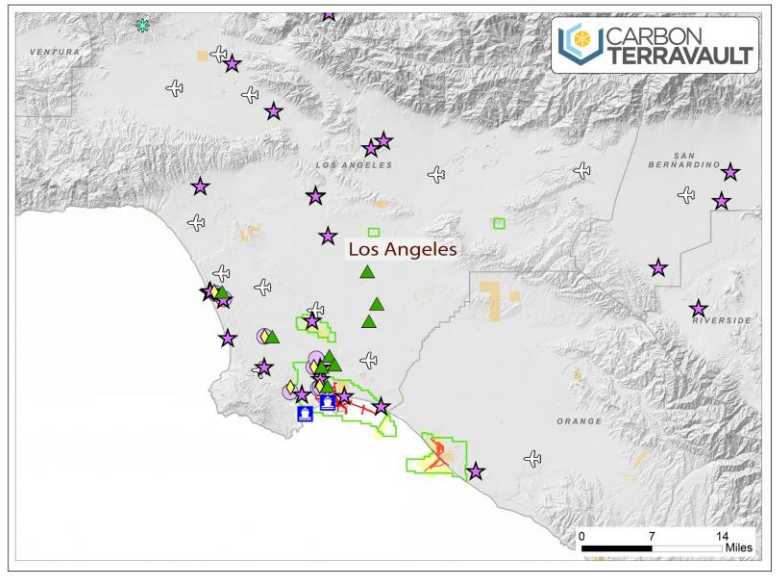 CARBON
TERRAVAULT
VENTURA
LOS ANGELES
SAN
BERNARDINO
Los Angeles
RIVERSIDE
ORANGE
0 7 14
Miles